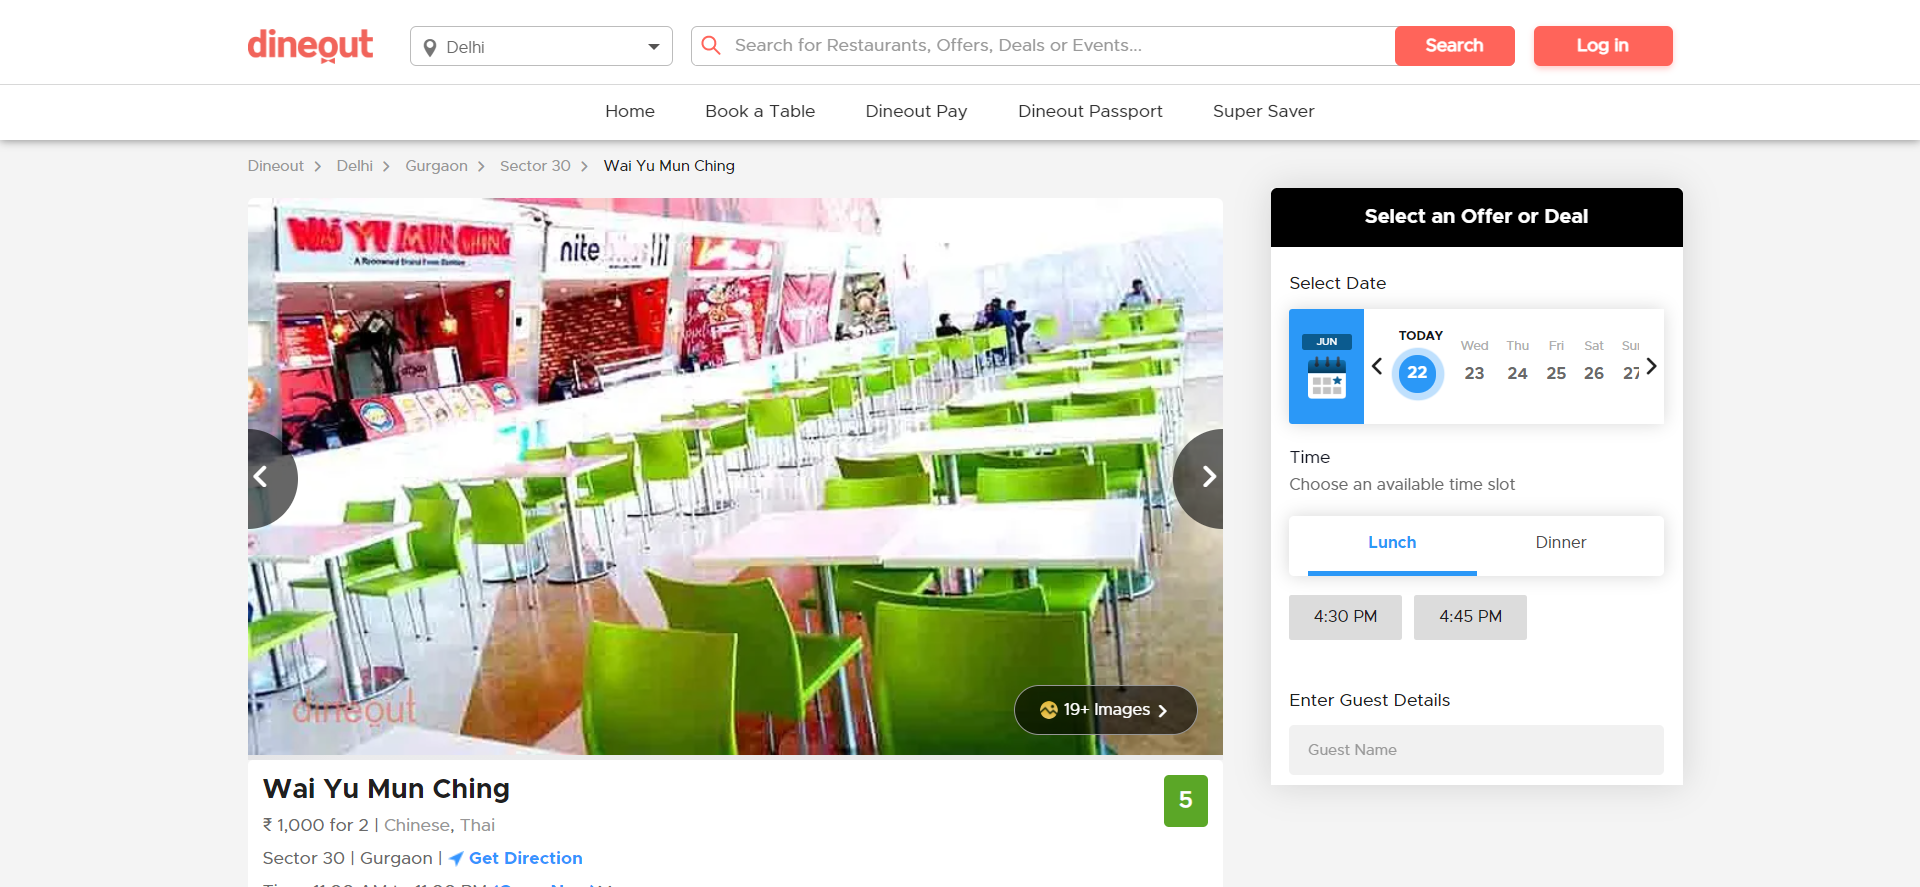 dineout
Delhi
Search for Restaurants, Offers, Deals or Events...
Search
Log in
Home
Book a Table
Dineout Pay
Dineout Passport
Super Saver
Dineout > Delhi > Gurgaon > Sector 30 > Wai Yu Mun Ching
WAI YU MUN CHING
nite
dineout
19+ Images
Wai Yu Mun Ching
5
₹ 1,000 for 2 | Chinese, Thai
Sector 30 | Gurgaon | Get Direction
Select an Offer or Deal
Select Date
JUN
TODAY Wed Thu Fri Sat
22 23 24 25 26 27
Time
Choose an available time slot
Lunch
Dinner
4:30 PM
4:45 PM
Enter Guest Details
Guest Name